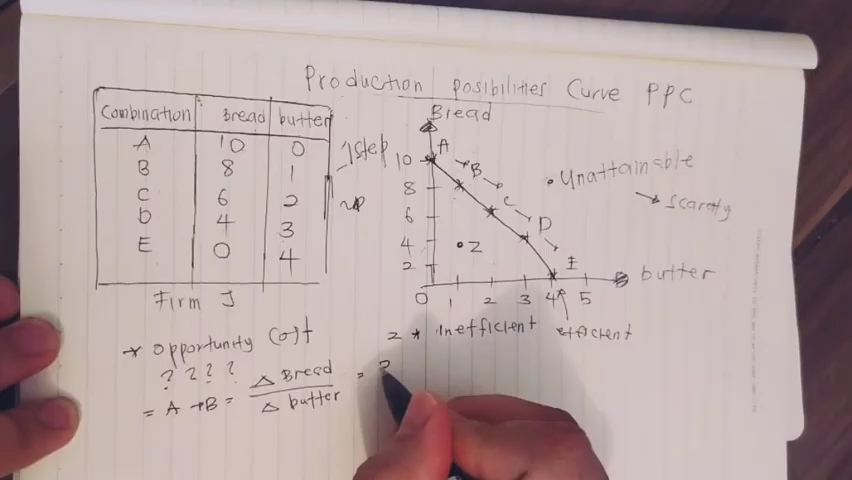 Production posibilities Curve PPC
Combination Bread butter
A 10 0
B 8 1
C 6 2
D 4 3
E 0 4
Firm J
1step
Bread
10
8
6
4
2
0 1 2 3 4 5
A
B
C
D
E
Z
butter
• Unattainable
→ scarcity
z * inefficient
efficient
* opportunity Cost
? ? ? ?
= A → B = Δ Bread
Δ butter
=